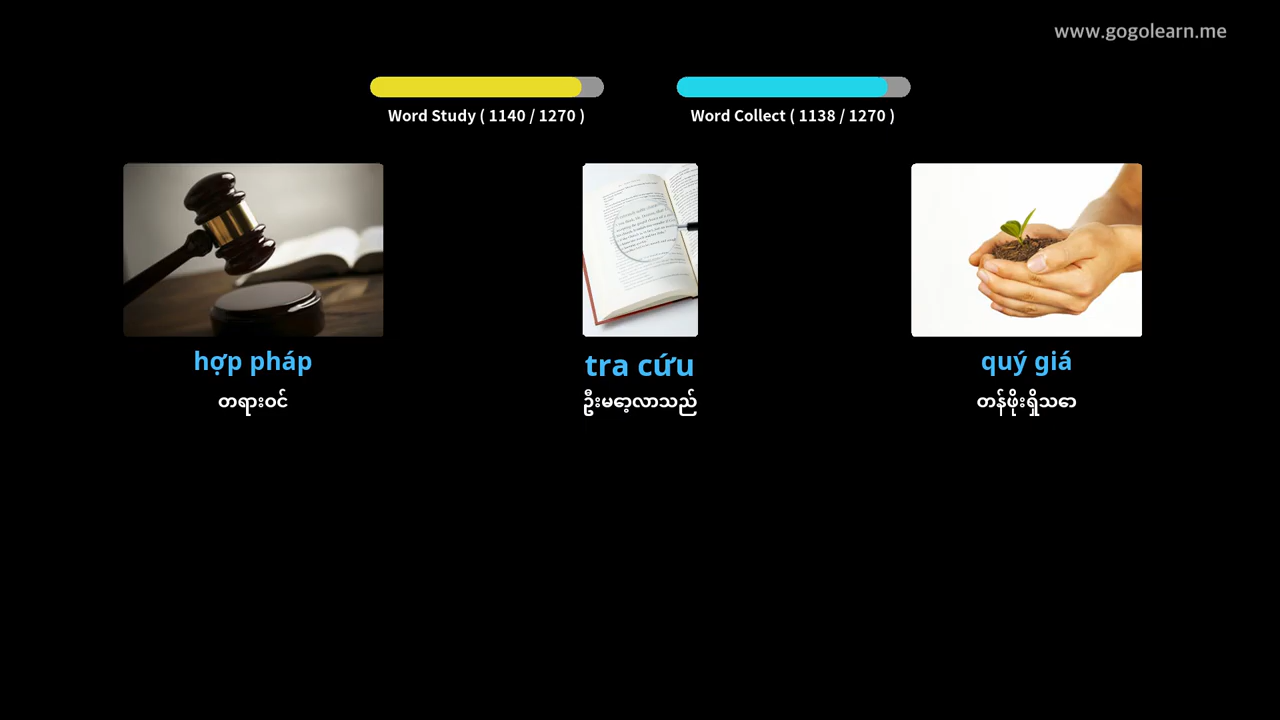 www.gogolearn.me
Word Study ( 1140 / 1270 )
Word Collect ( 1138 / 1270 )
hợp pháp
တရားဝင်
tra cứu
ဦးမဝေ့လာသည်
quý giá
တန်ဖိုးရှိသော